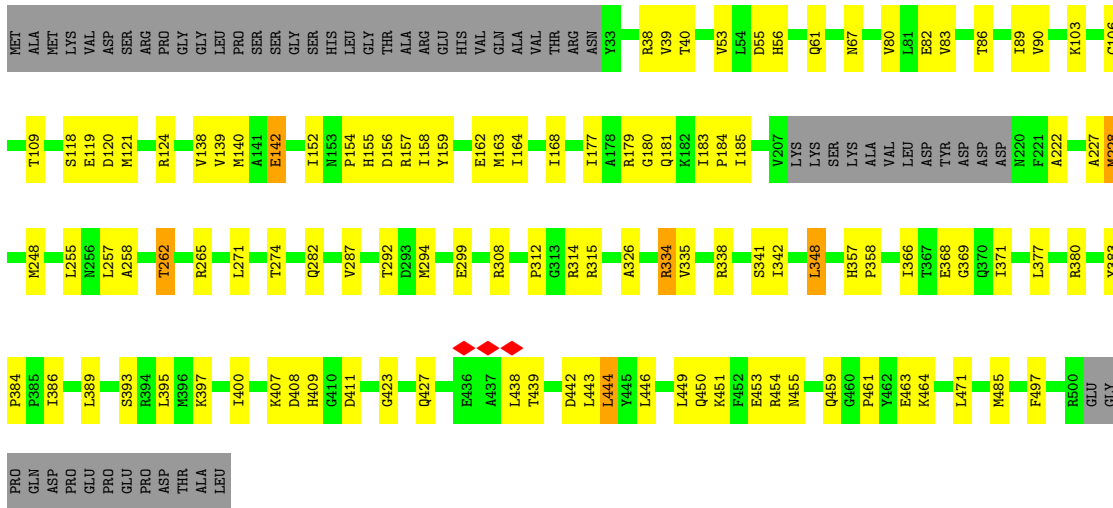 MET ALA MET LYS VAL ASP SER ARG PRO GLY GLY LEU PRO SER SER GLY SER HIS LEU GLY THR ALA ARG GLU HIS VAL GLN ALA VAL THR ARG ASN Y33 R38 V39 T40 V53 L54 D55 H56 Q61 N67 V80 L81 E82 V83 T86 I89 V90 K103
T109 S118 E119 D120 M121 R124 V138 V139 M140 A141 E142 I152 N153 P154 H155 D156 R157 I158 Y159 E162 M163 I164 I168 I177 A178 R179 G180 Q181 K182 I183 P184 I185 V207 LYS LYS SER LYS ALA VAL LEU ASP TYR ASP ASP ASP N220 F221 A222 A227 M228
M248 L255 N256 L257 A258 T262 R265 L271 T274 Q282 V287 T292 D293 M294 E299 R308 P312 G313 R314 R315 A326 R334 V335 R338 S341 I342 L348 H357 P358 I366 T367 E368 G369 Q370 I371 L377 R380
P384 P385 I386 L389 S393 R394 L395 M396 K397 I400 K407 D408 H409 G410 D411 G423 Q427 E436 A437 L438 T439 D442 L443 L444 Y445 L446 L449 Q450 K451 F452 E453 R454 N455 Q459 G460 P461 Y462 E463 K464 L471 M485 F497 R500 GLU GLY
PRO GLN ASP PRO GLU PRO GLU PRO ASP THR ALA LEU